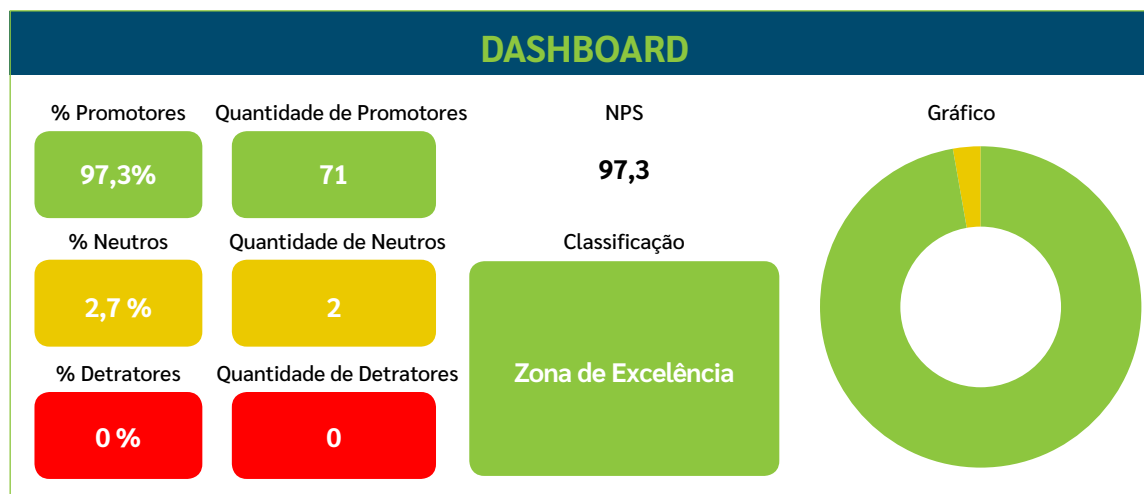 DASHBOARD
% Promotores
Quantidade de Promotores
NPS
Gráfico
97,3%
71
97,3
% Neutros
Quantidade de Neutros
Classificação
2,7 %
2
Zona de Excelência
% Detratores
Quantidade de Detratores
0 %
0